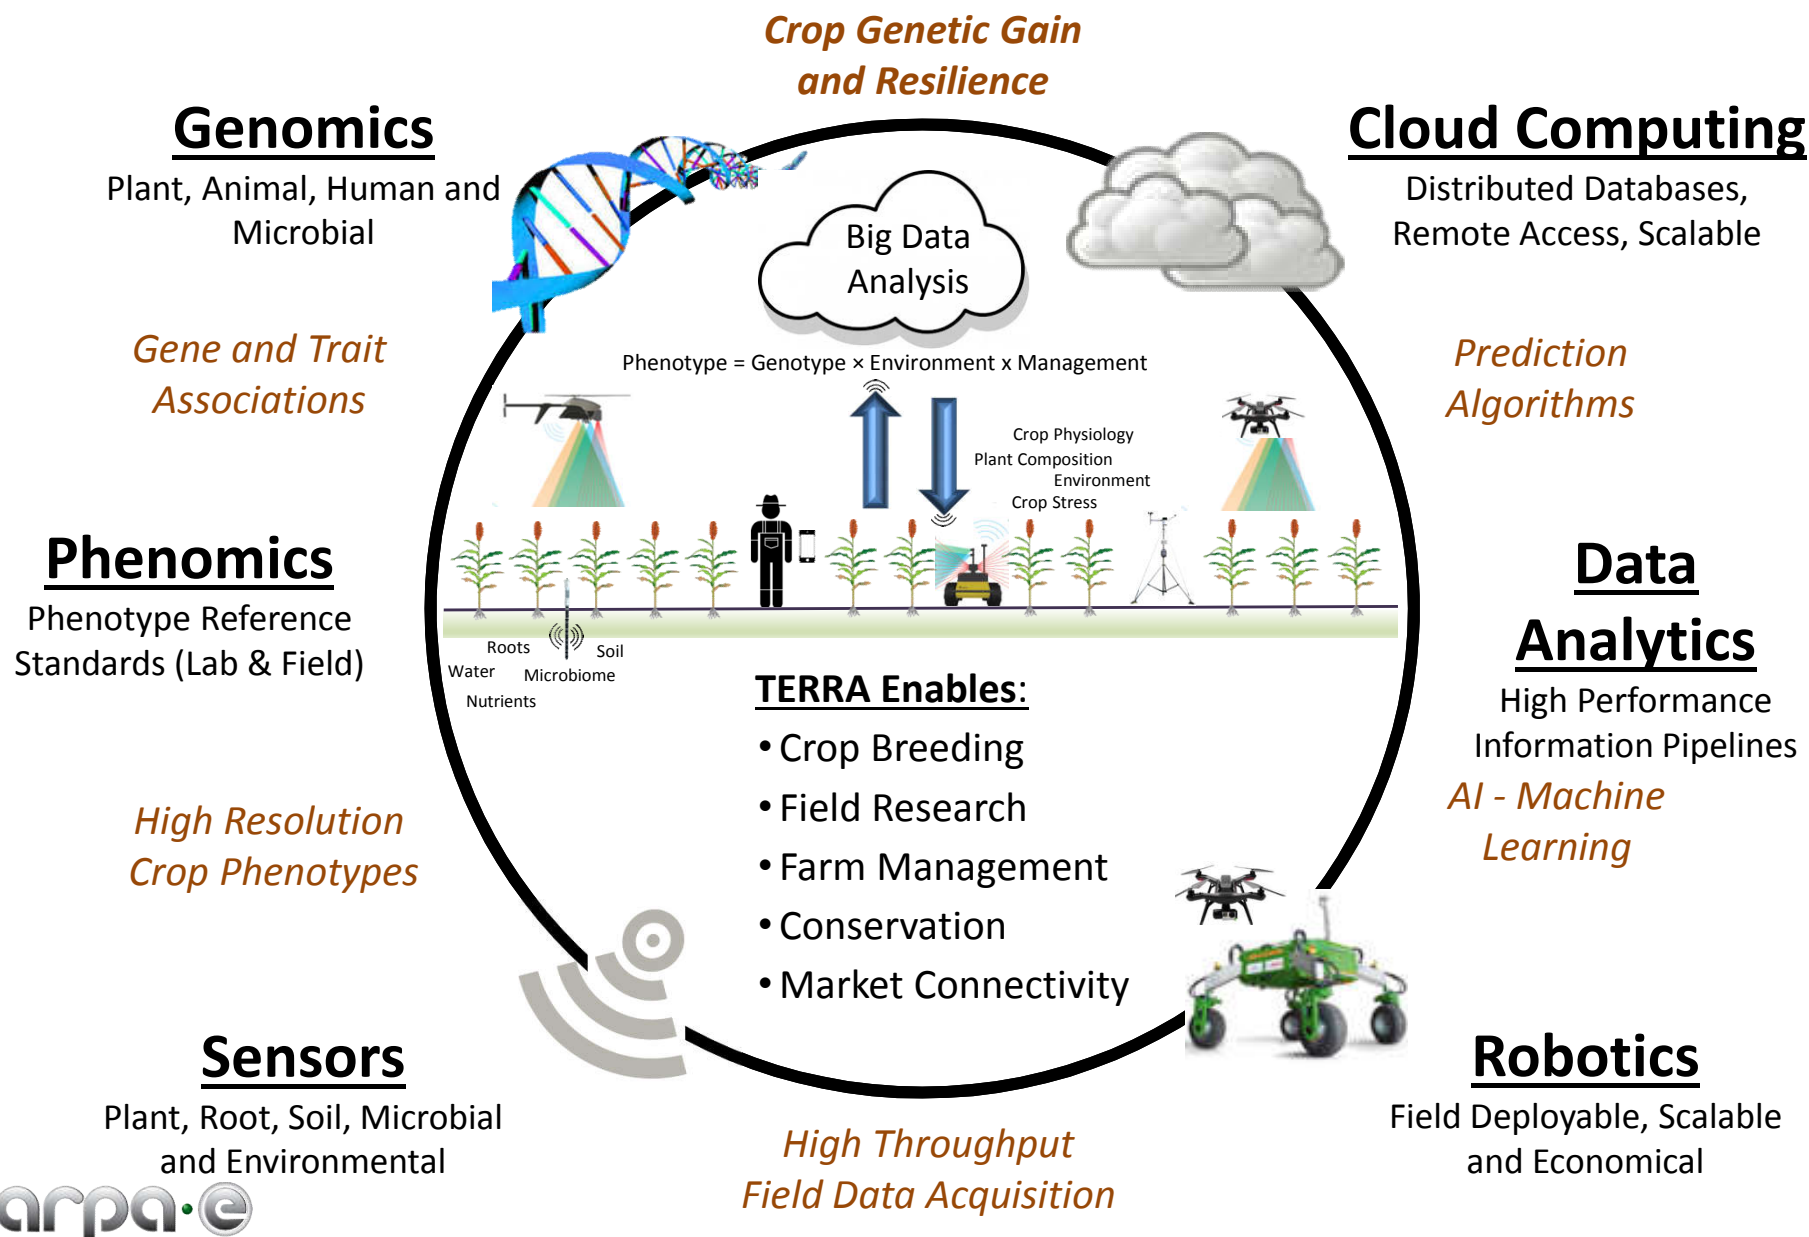 Crop Genetic Gain
and Resilience
Genomics
Plant, Animal, Human and
Microbial
Cloud Computing
Distributed Databases,
Remote Access, Scalable
Big Data
Analysis
Phenotype = Genotype × Environment x Management
Gene and Trait
Associations
Prediction
Algorithms
Crop Physiology
Plant Composition
Environment
Crop Stress
Phenomics
Phenotype Reference
Standards (Lab & Field)
Data
Analytics
High Performance
Information Pipelines
Roots
Soil
Water
Microbiome
Nutrients
TERRA Enables:
• Crop Breeding
• Field Research
• Farm Management
• Conservation
• Market Connectivity
High Resolution
Crop Phenotypes
AI - Machine
Learning
Sensors
Plant, Root, Soil, Microbial
and Environmental
Robotics
Field Deployable, Scalable
and Economical
High Throughput
Field Data Acquisition
arpa·e